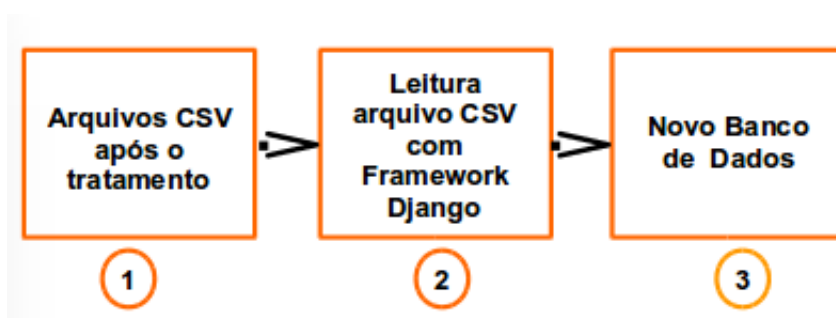 Arquivos CSV
após o
tratamento
Leitura
arquivo CSV
com
Framework
Django
Novo Banco
de Dados
1
2
3